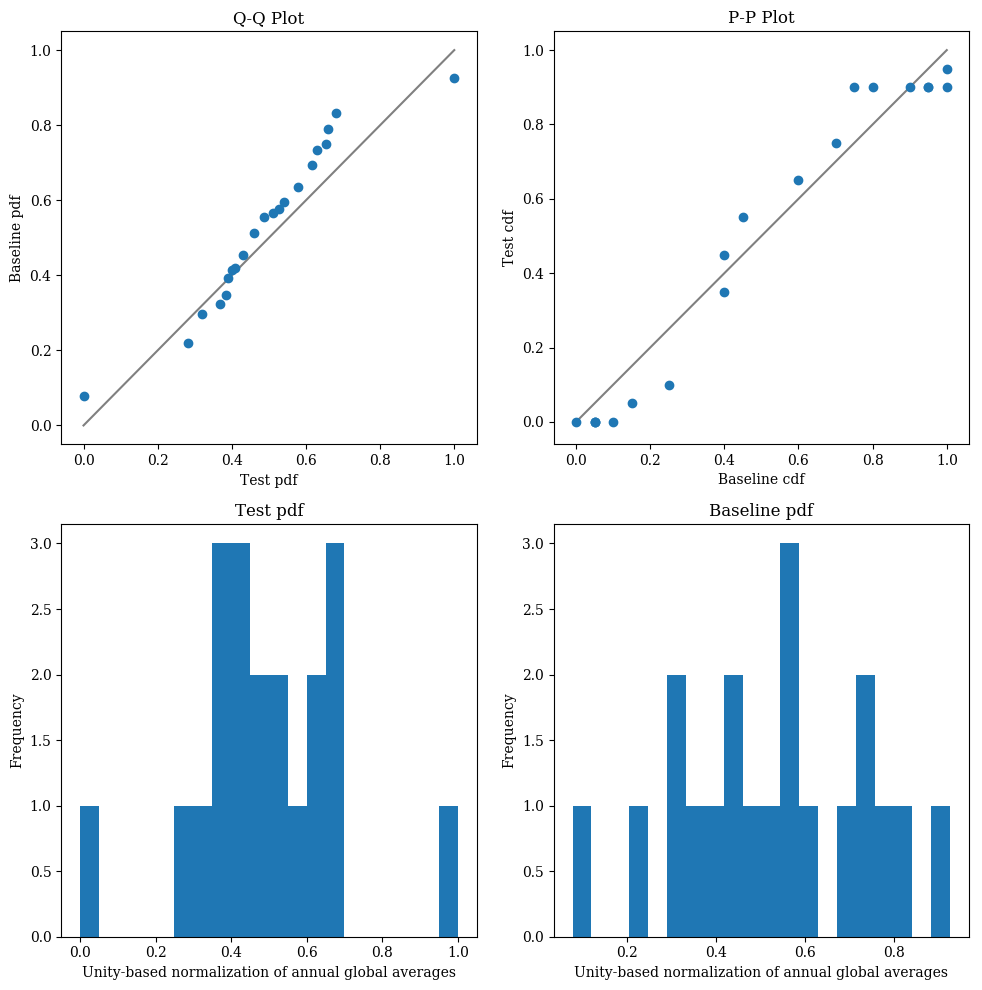 Q-Q Plot
1.0
0.8
0.6
0.4
0.2
0.0
Baseline pdf
0.0 0.2 0.4 0.6 0.8 1.0
Test pdf
P-P Plot
1.0
0.8
0.6
0.4
0.2
0.0
Test cdf
0.0 0.2 0.4 0.6 0.8 1.0
Baseline cdf
Test pdf
3.0
2.5
2.0
1.5
1.0
0.5
0.0
Frequency
0.0 0.2 0.4 0.6 0.8 1.0
Unity-based normalization of annual global averages
Baseline pdf
3.0
2.5
2.0
1.5
1.0
0.5
0.0
Frequency
0.2 0.4 0.6 0.8
Unity-based normalization of annual global averages